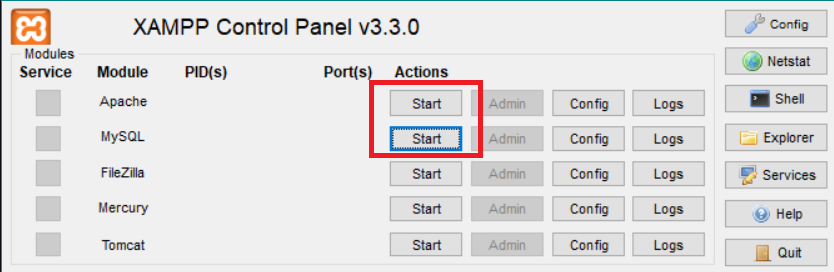 XAMPP Control Panel v3.3.0
Config
Modules
Service Module PID(s) Port(s) Actions
Netstat
Apache Start Admin Config Logs
Shell
MySQL Start Admin Config Logs
Explorer
FileZilla Start Admin Config Logs
Services
Mercury Start Admin Config Logs
Help
Tomcat Start Admin Config Logs
Quit